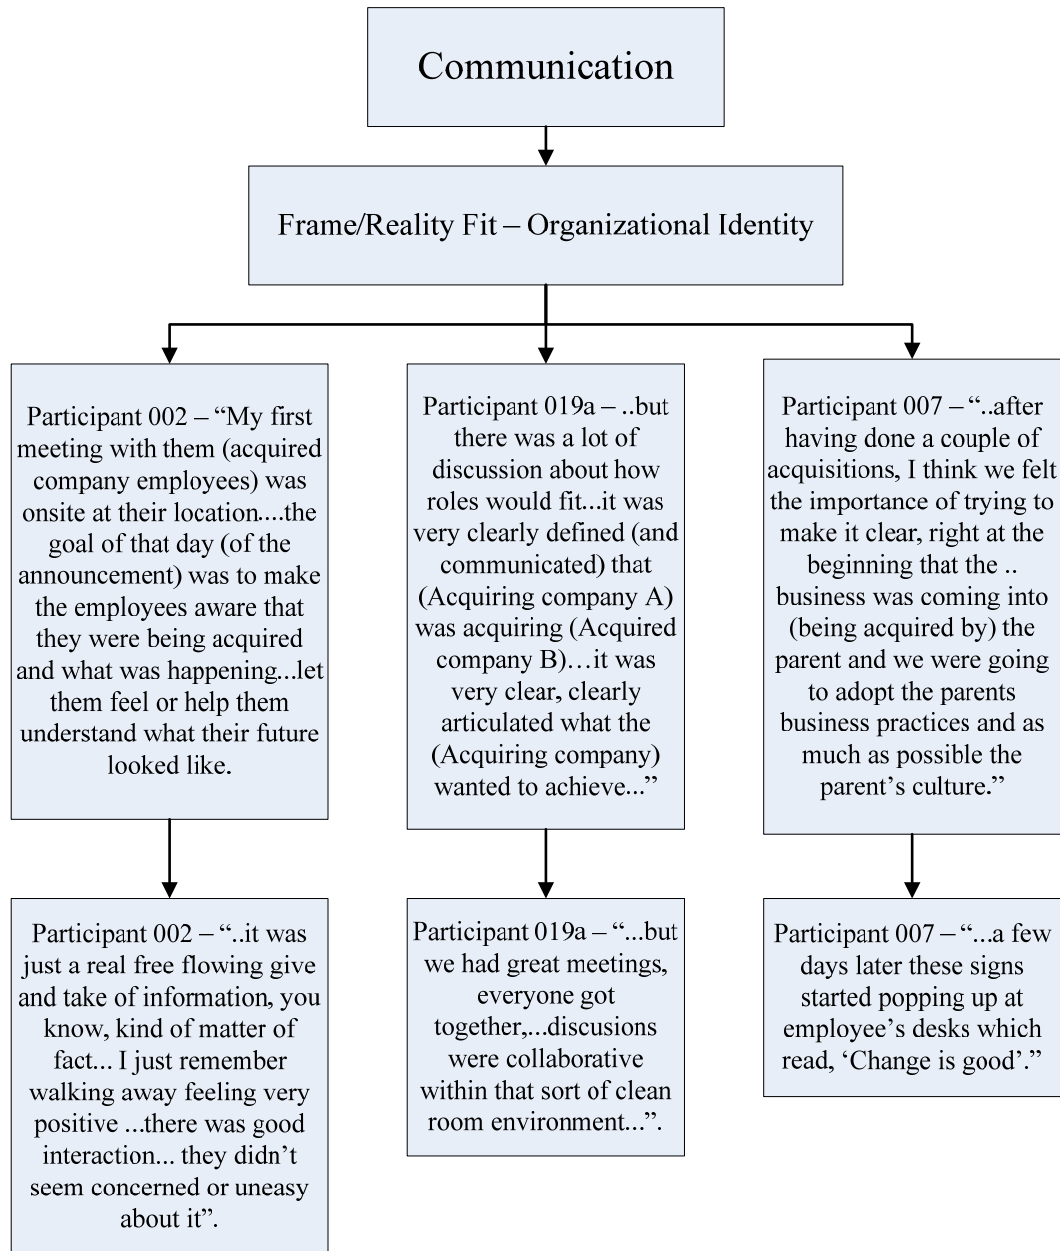 Communication
Frame/Reality Fit – Organizational Identity
Participant 002 – “My first
meeting with them (acquired
company employees) was
onsite at their location....the
goal of that day (of the
announcement) was to make
the employees aware that
they were being acquired
and what was happening...let
them feel or help them
understand what their future
looked like.
Participant 019a – ..but
there was a lot of
discussion about how
roles would fit...it was
very clearly defined (and
communicated) that
(Acquiring company A)
was acquiring (Acquired
company B)…it was
very clear, clearly
articulated what the
(Acquiring company)
wanted to achieve...”
Participant 007 – “..after
having done a couple of
acquisitions, I think we felt
the importance of trying to
make it clear, right at the
beginning that the ..
business was coming into
(being acquired by) the
parent and we were going
to adopt the parents
business practices and as
much as possible the
parent’s culture.”
Participant 002 – “..it was
just a real free flowing give
and take of information, you
know, kind of matter of
fact... I just remember
walking away feeling very
positive ...there was good
interaction... they didn’t
seem concerned or uneasy
about it”.
Participant 019a – “...but
we had great meetings,
everyone got
together,...discusions
were collaborative
within that sort of clean
room environment...”.
Participant 007 – “...a few
days later these signs
started popping up at
employee’s desks which
read, ‘Change is good’.”